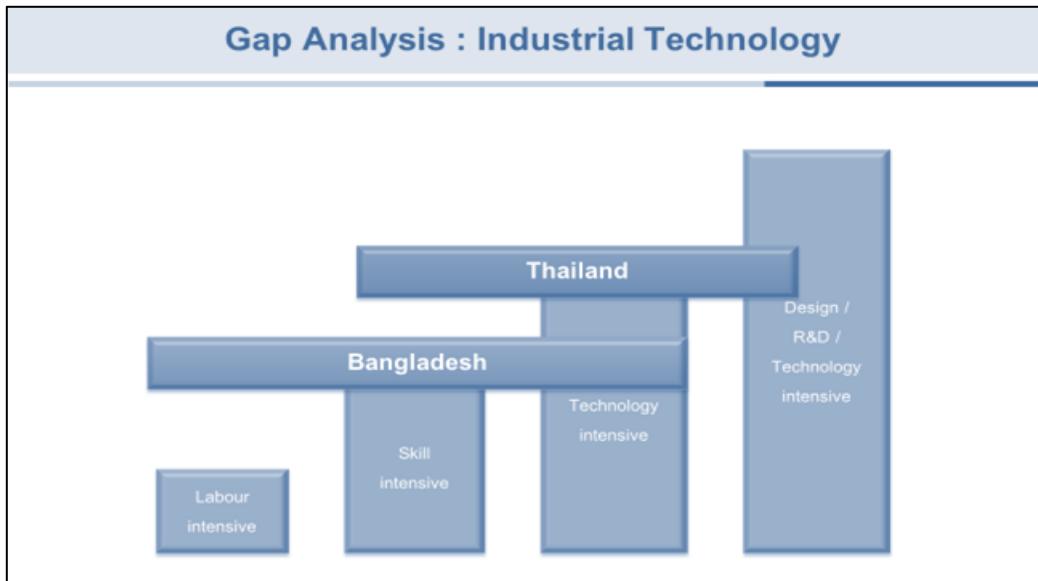 Gap Analysis : Industrial Technology
Thailand
Bangladesh
Labour
intensive
Skill
intensive
Technology
intensive
Design /
R&D /
Technology
intensive